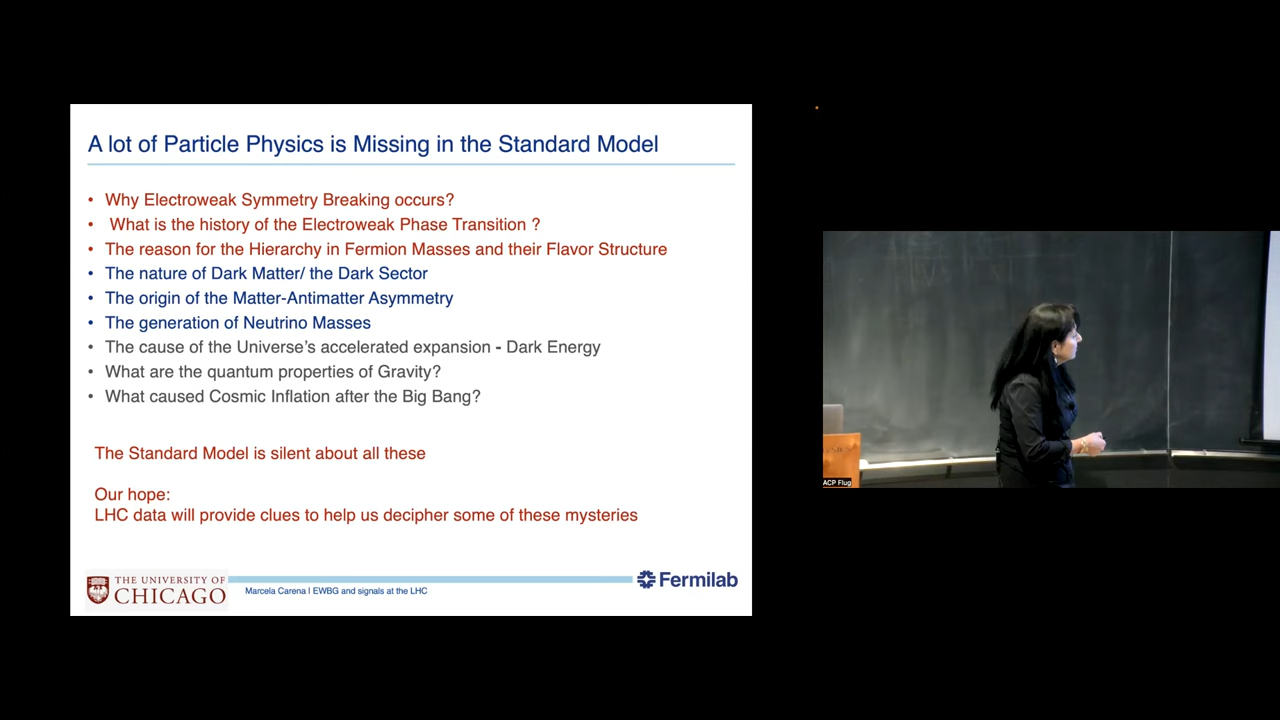 A lot of Particle Physics is Missing in the Standard Model
• Why Electroweak Symmetry Breaking occurs?
• What is the history of the Electroweak Phase Transition ?
• The reason for the Hierarchy in Fermion Masses and their Flavor Structure
• The nature of Dark Matter/ the Dark Sector
• The origin of the Matter-Antimatter Asymmetry
• The generation of Neutrino Masses
• The cause of the Universe's accelerated expansion - Dark Energy
• What are the quantum properties of Gravity?
• What caused Cosmic Inflation after the Big Bang?
The Standard Model is silent about all these
Our hope:
LHC data will provide clues to help us decipher some of these mysteries
THE UNIVERSITY OF
CHICAGO
Marcela Carena I EWBG and signals at the LHC
Fermilab
ACP Flug